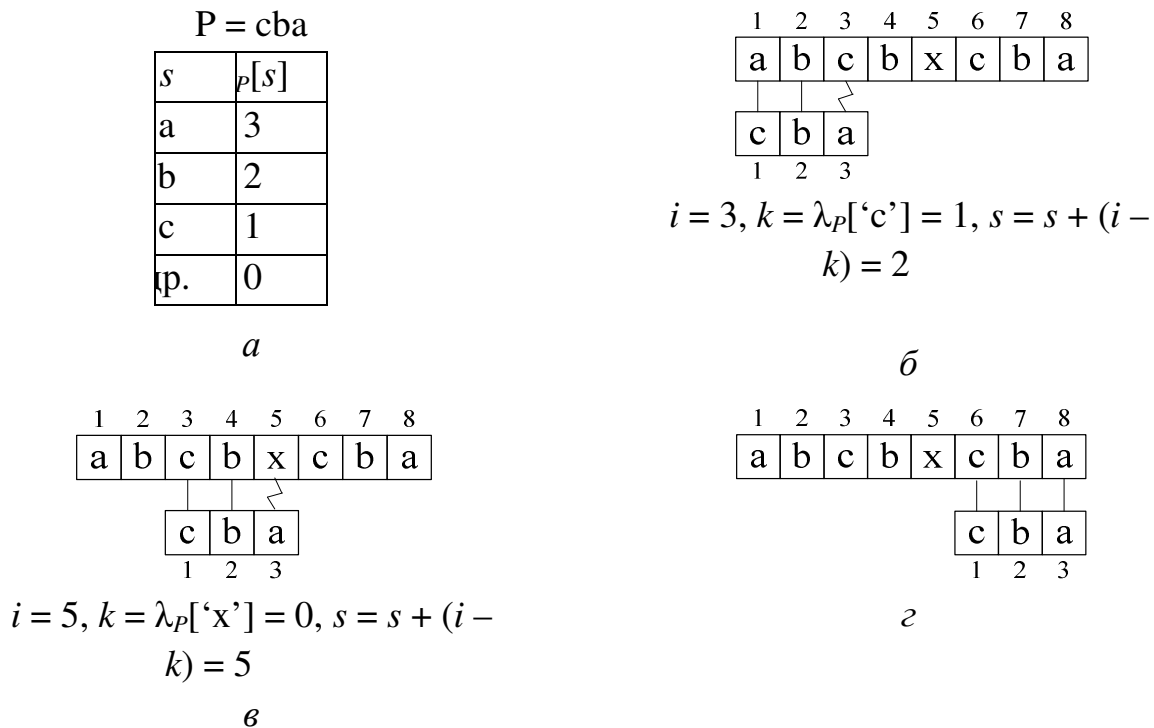 P = cba
s P[s]
a 3
b 2
c 1
др. 0
а
1 2 3 4 5 6 7 8
a b c b x c b a
c b a
1 2 3
i = 3, k = λP[‘c’] = 1, s = s + (i –
k) = 2
б
1 2 3 4 5 6 7 8
a b c b x c b a
c b a
1 2 3
i = 5, k = λP[‘x’] = 0, s = s + (i –
k) = 5
в
1 2 3 4 5 6 7 8
a b c b x c b a
c b a
1 2 3
г